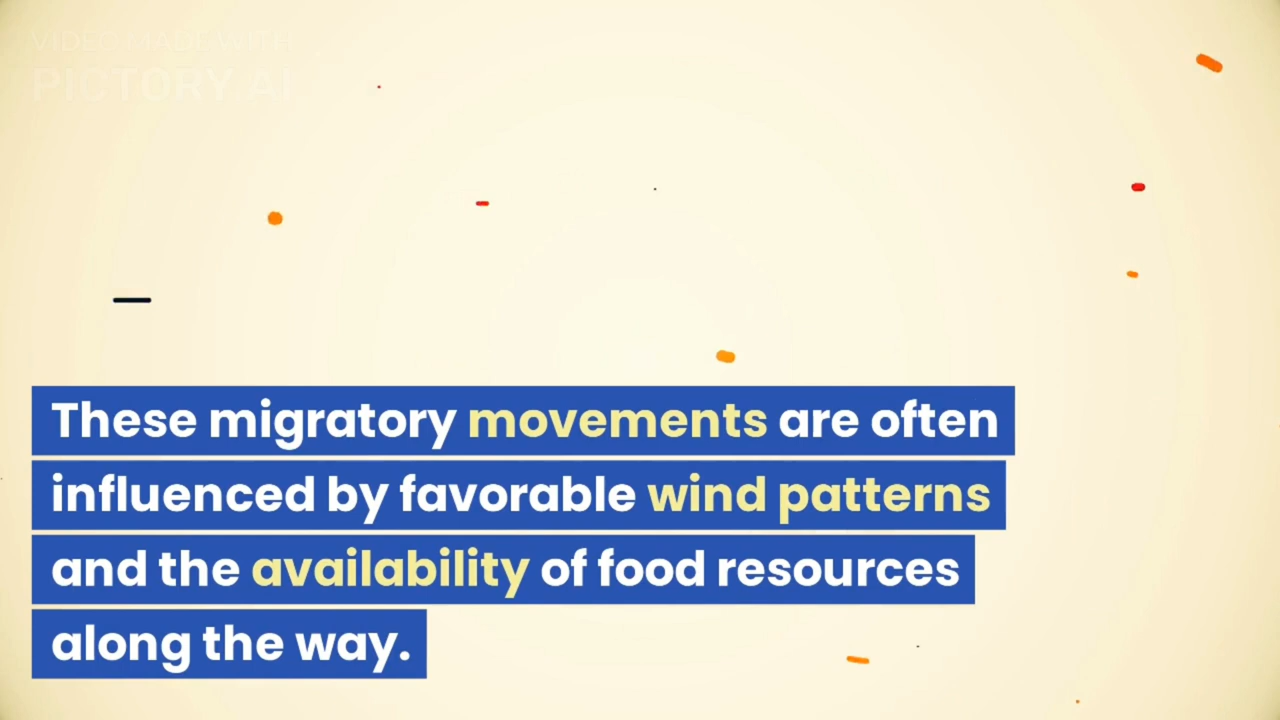 VIDEO MADE WITH
PICTORY.AI
These migratory movements are often
influenced by favorable wind patterns
and the availability of food resources
along the way.